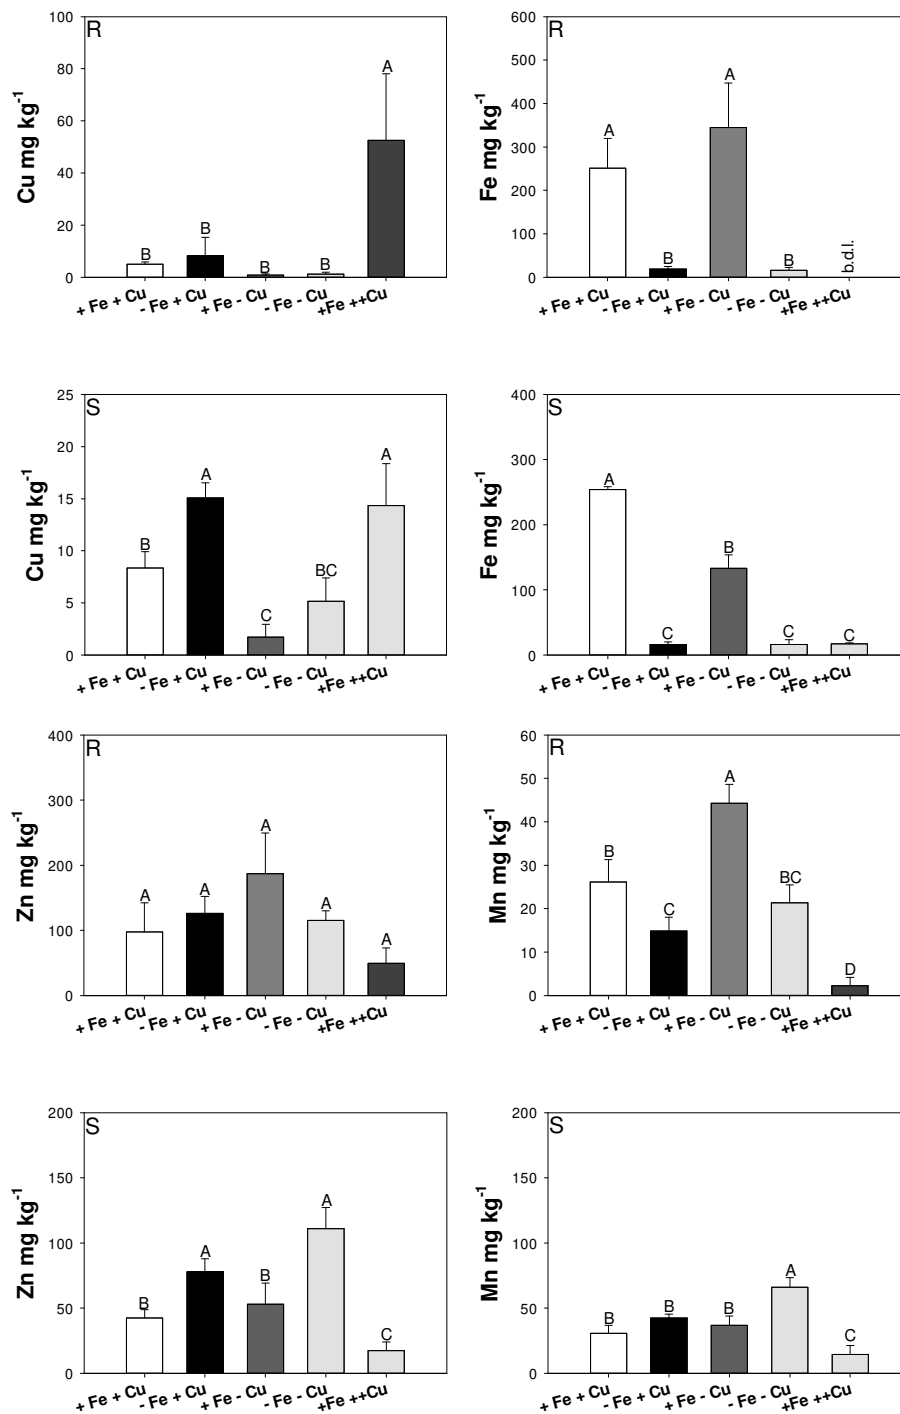 R
Cu mg kg-1
100
80
60
40
20
0
B
B
B
B
A
+ Fe + Cu
- Fe + Cu
+ Fe - Cu
- Fe - Cu
+Fe ++Cu
R
Fe mg kg-1
600
500
400
300
200
100
0
A
B
A
B
b.d.l.
+ Fe + Cu
- Fe + Cu
+ Fe - Cu
- Fe - Cu
+Fe ++Cu
S
Cu mg kg-1
25
20
15
10
5
0
B
A
C
BC
A
+ Fe + Cu
- Fe + Cu
+ Fe - Cu
- Fe - Cu
+Fe ++Cu
S
Fe mg kg-1
400
300
200
100
0
A
C
B
C
C
+ Fe + Cu
- Fe + Cu
+ Fe - Cu
- Fe - Cu
+Fe ++Cu
R
Zn mg kg-1
400
300
200
100
0
A
A
A
A
A
+ Fe + Cu
- Fe + Cu
+ Fe - Cu
- Fe - Cu
+Fe ++Cu
R
Mn mg kg-1
60
50
40
30
20
10
0
B
C
A
BC
D
+ Fe + Cu
- Fe + Cu
+ Fe - Cu
- Fe - Cu
+Fe ++Cu
S
Zn mg kg-1
200
150
100
50
0
B
A
B
A
C
+ Fe + Cu
- Fe + Cu
+ Fe - Cu
- Fe - Cu
+Fe ++Cu
S
Mn mg kg-1
200
150
100
50
0
B
B
B
A
C
+ Fe + Cu
- Fe + Cu
+ Fe - Cu
- Fe - Cu
+Fe ++Cu